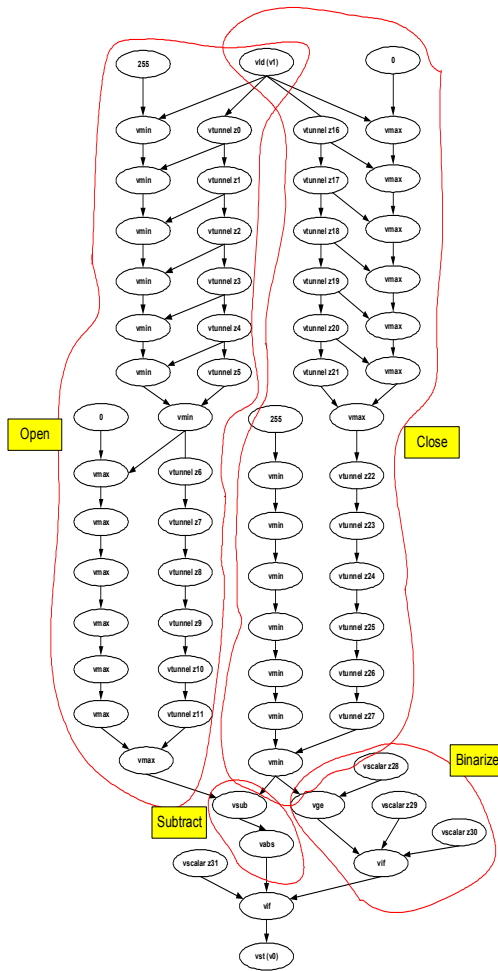 255 vld (v1) 0
vmin vtunnel z0 vtunnel z16 vmax
vmin vtunnel z1 vtunnel z17 vmax
vmin vtunnel z2 vtunnel z18 vmax
vmin vtunnel z3 vtunnel z19 vmax
vmin vtunnel z4 vtunnel z20 vmax
vmin vtunnel z5 vtunnel z21 vmax
0 vmin 255 vmax
Open Close
vmax vtunnel z6 vmin vtunnel z22
vmax vtunnel z7 vmin vtunnel z23
vmax vtunnel z8 vmin vtunnel z24
vmax vtunnel z9 vmin vtunnel z25
vmax vtunnel z10 vmin vtunnel z26
vmax vtunnel z11 vmin vtunnel z27
vmax vmin vscalar z28 Binarize
vsub vge vscalar z29
Subtract
vabs vscalar z30
vscalar z31 vif
vif
vst (v0)